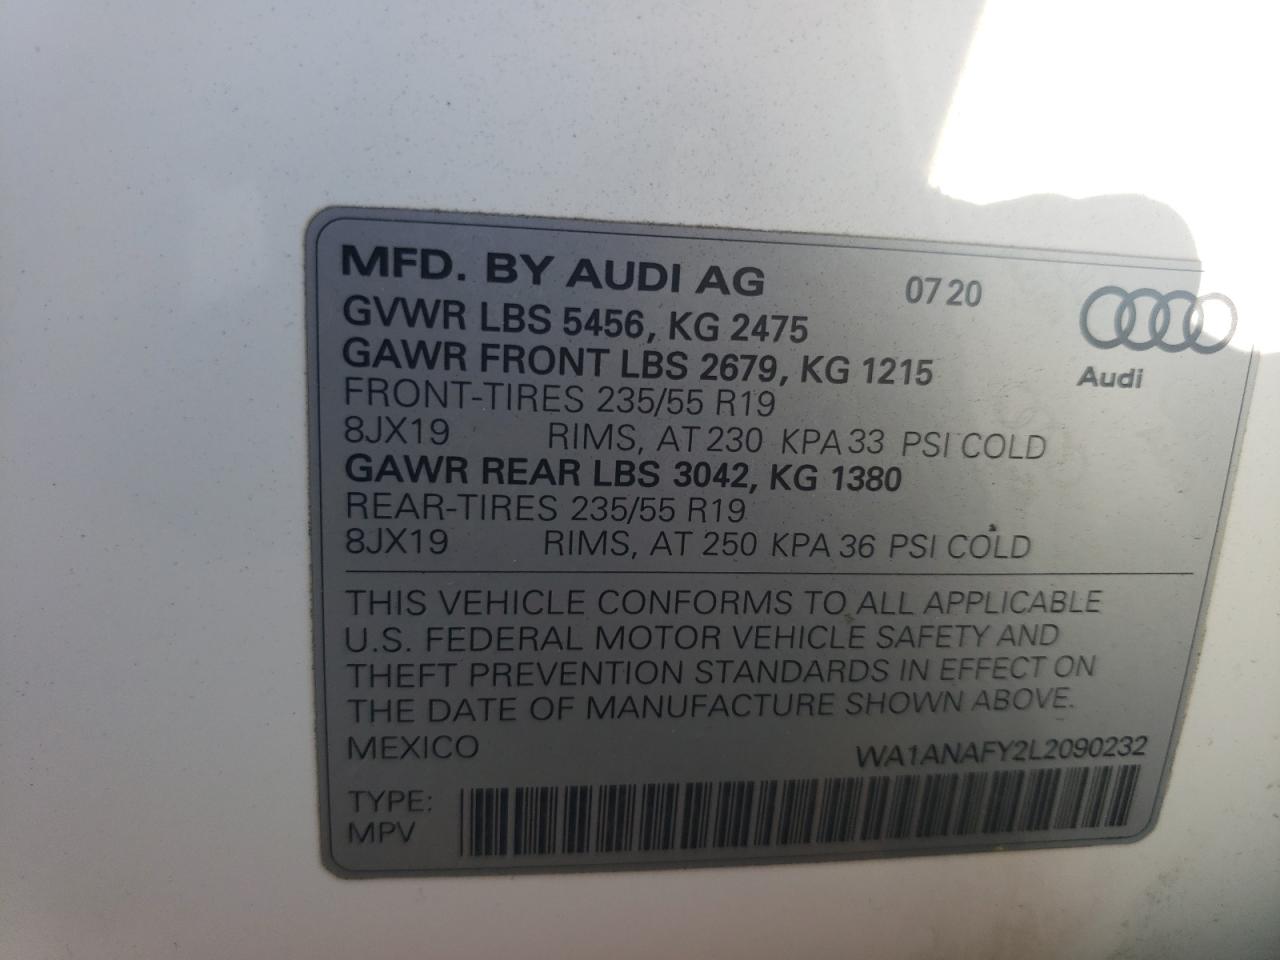 MFD. BY AUDI AG 0720
GVWR LBS 5456, KG 2475
GAWR FRONT LBS 2679, KG 1215
Audi
FRONT-TIRES 235/55 R19
8JX19 RIMS, AT 230 KPA 33 PSI COLD
GAWR REAR LBS 3042, KG 1380
REAR-TIRES 235/55 R19
8JX19 RIMS, AT 250 KPA 36 PSI COLD
THIS VEHICLE CONFORMS TO ALL APPLICABLE
U.S. FEDERAL MOTOR VEHICLE SAFETY AND
THEFT PREVENTION STANDARDS IN EFFECT ON
THE DATE OF MANUFACTURE SHOWN ABOVE.
MEXICO WA1ANAFY2L2090232
TYPE:
MPV